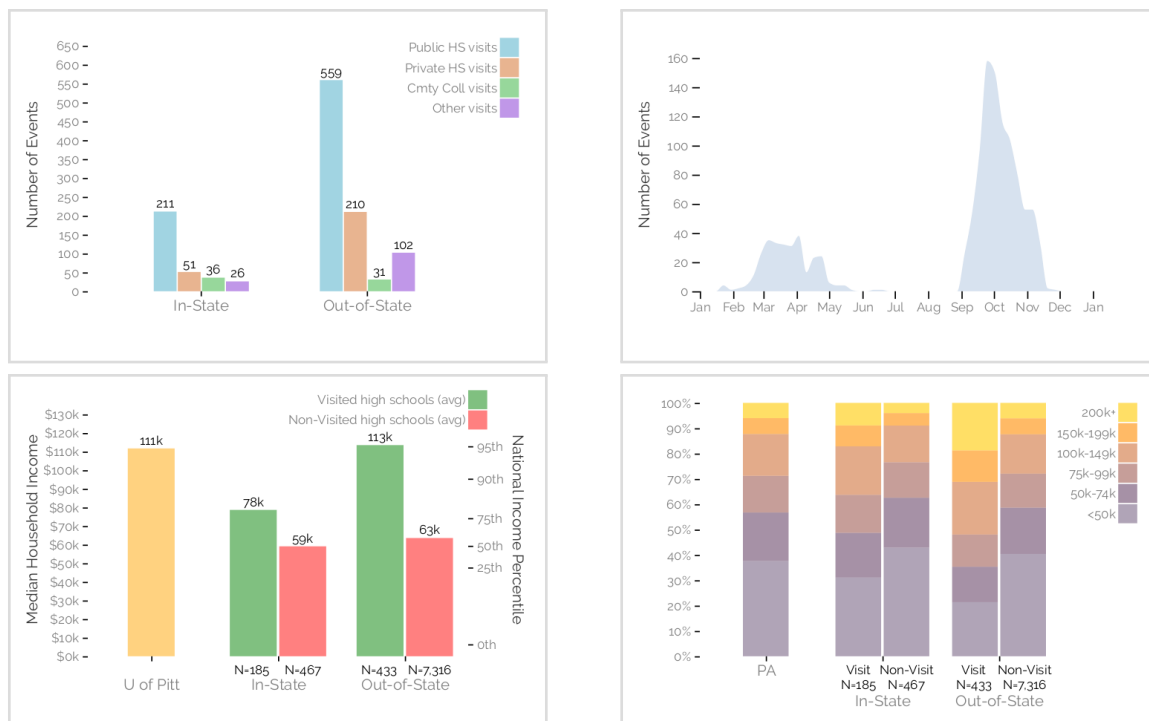 650
600
550
500
450
400
350
300
250
200
150
100
50
0
Number of Events
Public HS visits
Private HS visits
Cmty Coll visits
Other visits
559
211
210
102
51
36
26
31
In-State
Out-of-State
160
140
120
100
80
60
40
20
0
Number of Events
Jan Feb Mar Apr May Jun Jul Aug Sep Oct Nov Dec Jan
Visited high schools (avg)
Non-Visited high schools (avg)
$130k
$120k
$110k
$100k
$90k
$80k
$70k
$60k
$50k
$40k
$30k
$20k
$10k
$0k
Median Household Income
111k
78k
59k
113k
63k
95th
90th
75th
50th
25th
0th
National Income Percentile
N=185 N=467 N=433 N=7,316
U of Pitt In-State Out-of-State
100%
90%
80%
70%
60%
50%
40%
30%
20%
10%
0%
200k+
150k-199k
100k-149k
75k-99k
50k-74k
<50k
PA
Visit Non-Visit Visit Non-Visit
N=185 N=467 N=433 N=7,316
In-State Out-of-State